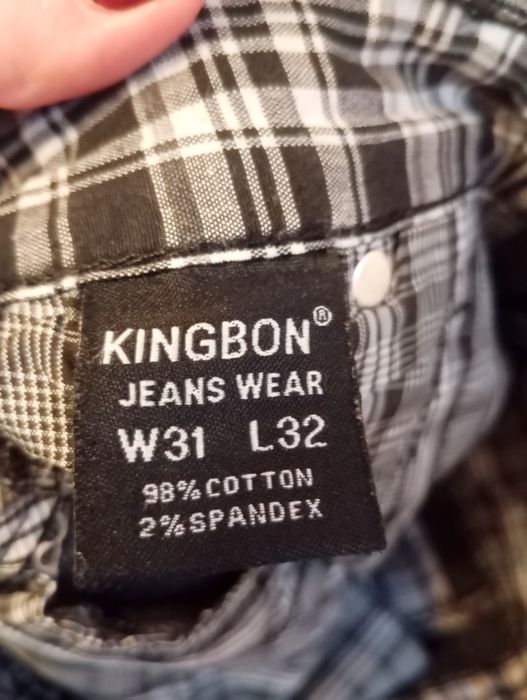 KINGBON®
JEANS WEAR
W31 L32
98% COTTON
2% SPANDEX